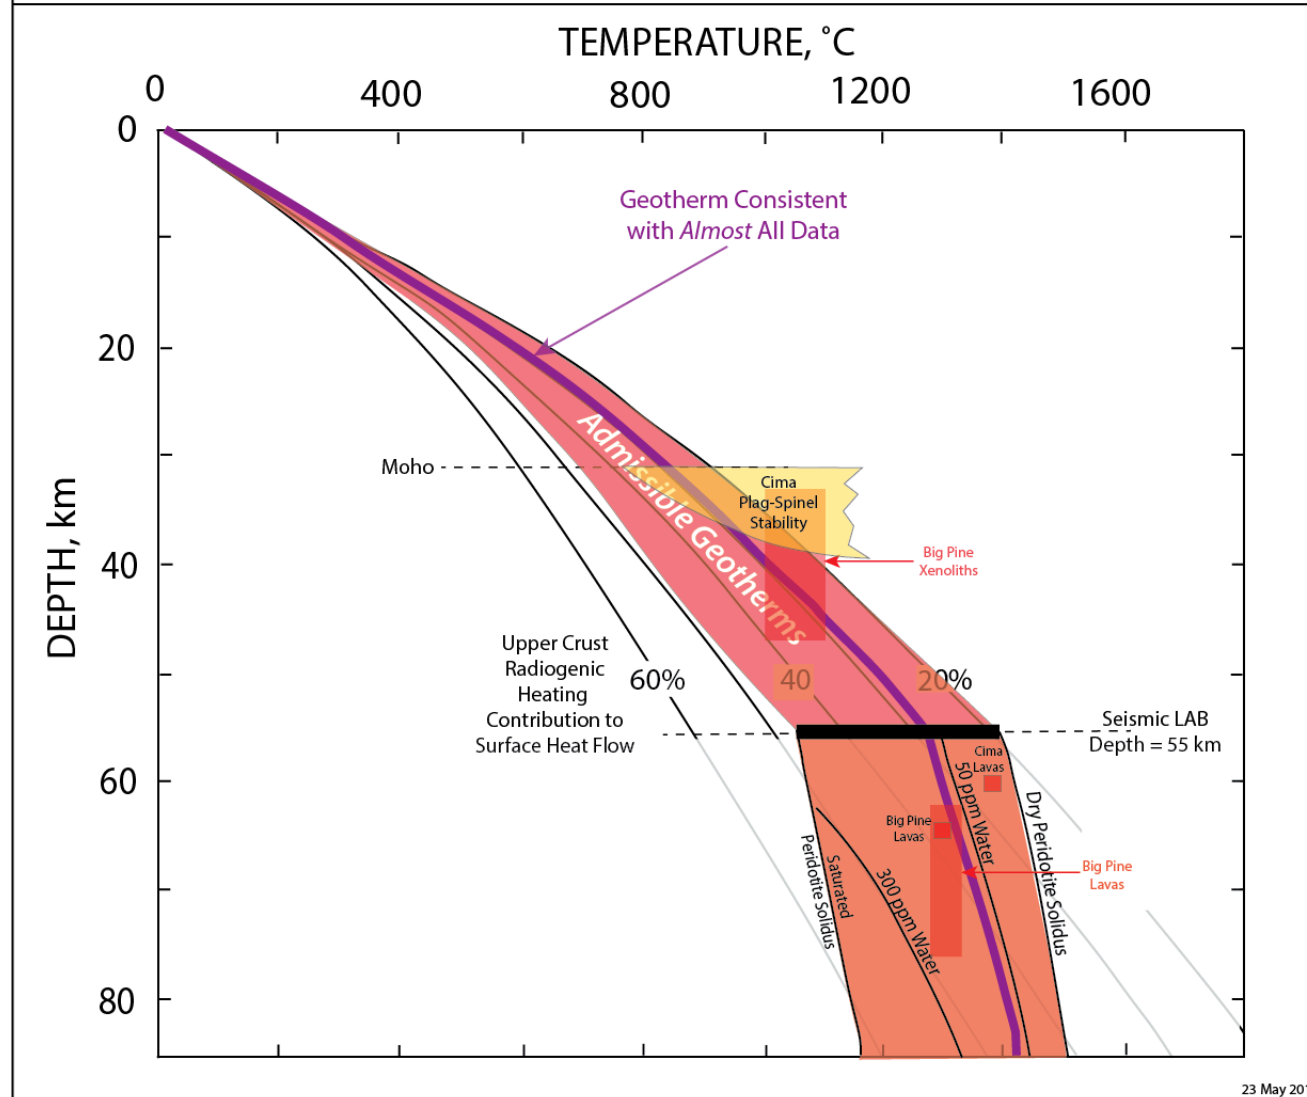 TEMPERATURE, ˚C
0 400 800 1200 1600
0
20
40
60
80
DEPTH, km
Geotherm Consistent
with Almost All Data
Admissible Geotherms
Moho
Cima
Plag-Spinel
Stability
Big Pine
Xenoliths
Upper Crust
Radiogenic
Heating
Contribution to
Surface Heat Flow
60% 40 20%
Seismic LAB
Depth = 55 km
Cima
Lavas
50 ppm Water
Big Pine
Lavas
Dry Peridotite Solidus
Big Pine
Lavas
300 ppm Water
Saturated
Peridotite Solidus
23 May 201